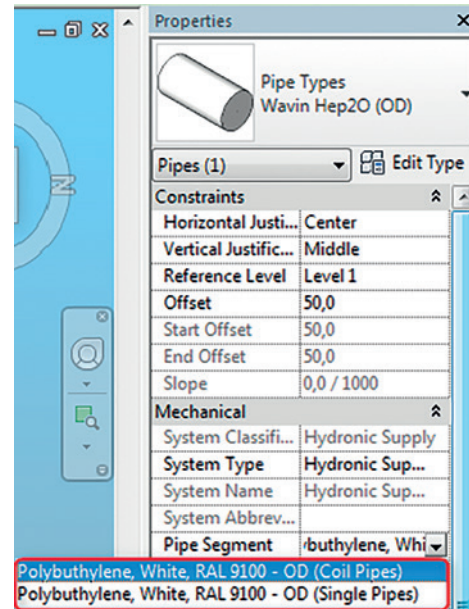 Properties
Pipe Types
Wavin Hep2O (OD)
Pipes (1)
Edit Type
Constraints
Horizontal Justi... Center
Vertical Justific... Middle
Reference Level Level 1
Offset 50,0
Start Offset 50,0
End Offset 50,0
Slope 0,0 / 1000
Mechanical
System Classifi... Hydronic Supply
System Type Hydronic Sup...
System Name Hydronic Sup...
System Abbrev...
Pipe Segment buthylene, Whi
Polybuthylene, White, RAL 9100 - OD (Coil Pipes)
Polybuthylene, White, RAL 9100 - OD (Single Pipes)